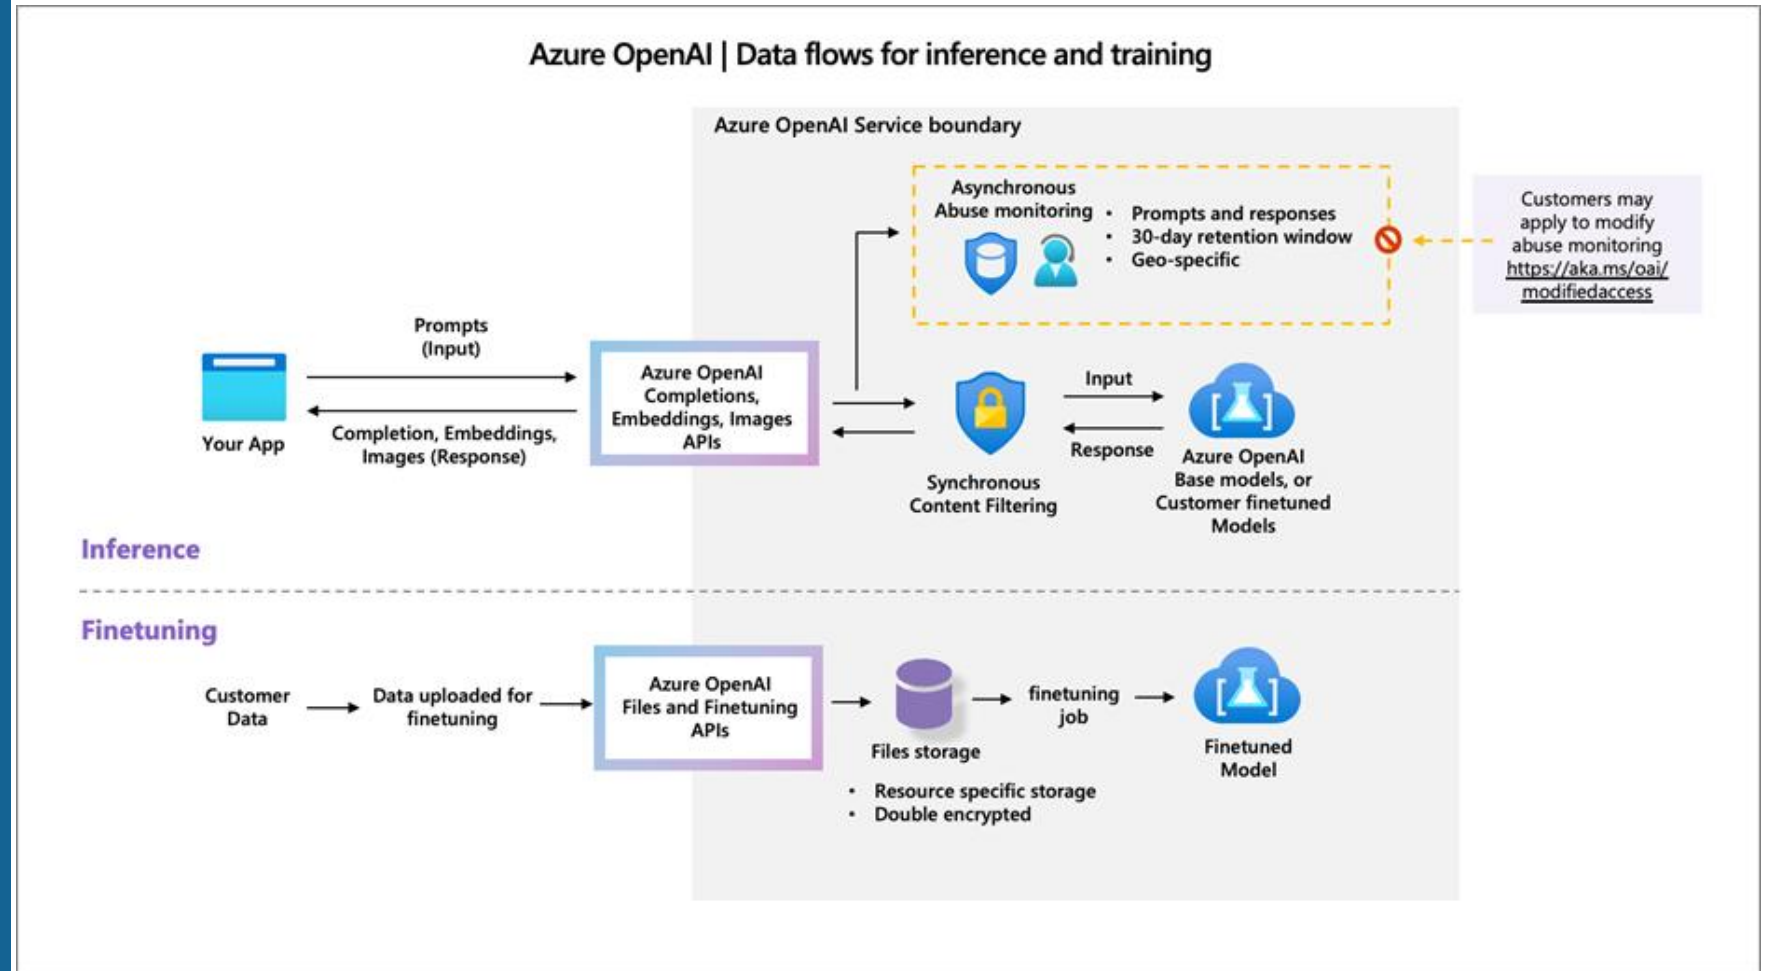 Azure OpenAI | Data flows for inference and training
Azure OpenAI Service boundary
Asynchronous
Abuse monitoring
• Prompts and responses
• 30-day retention window
• Geo-specific
Customers may
apply to modify
abuse monitoring
https://aka.ms/oai/
modifiedaccess
Prompts
(Input)
Your App
Completion, Embeddings,
Images (Response)
Azure OpenAI
Completions,
Embeddings, Images
APIs
Synchronous
Content Filtering
Input
Response
Azure OpenAI
Base models, or
Customer finetuned
Models
Inference
Finetuning
Customer
Data
Data uploaded for
finetuning
Azure OpenAI
Files and Finetuning
APIs
Files storage
• Resource specific storage
• Double encrypted
finetuning
job
Finetuned
Model